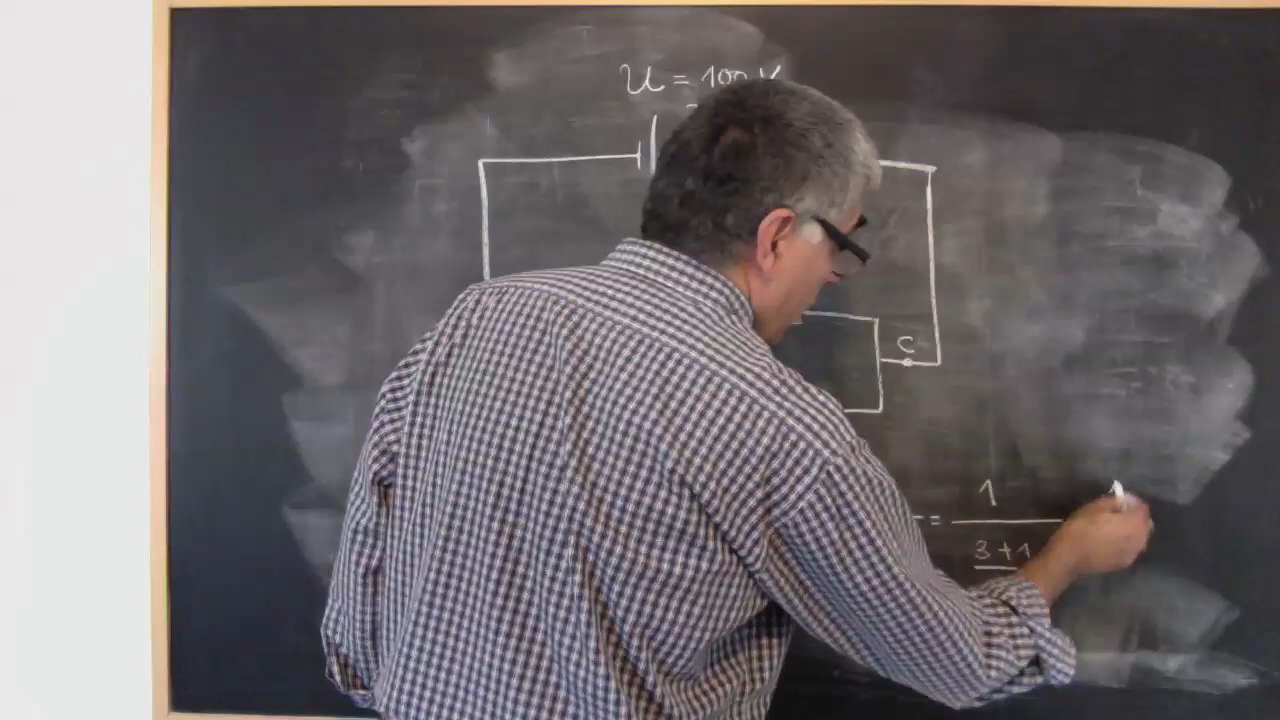 U = 100 V
C
= 1
3 + 1